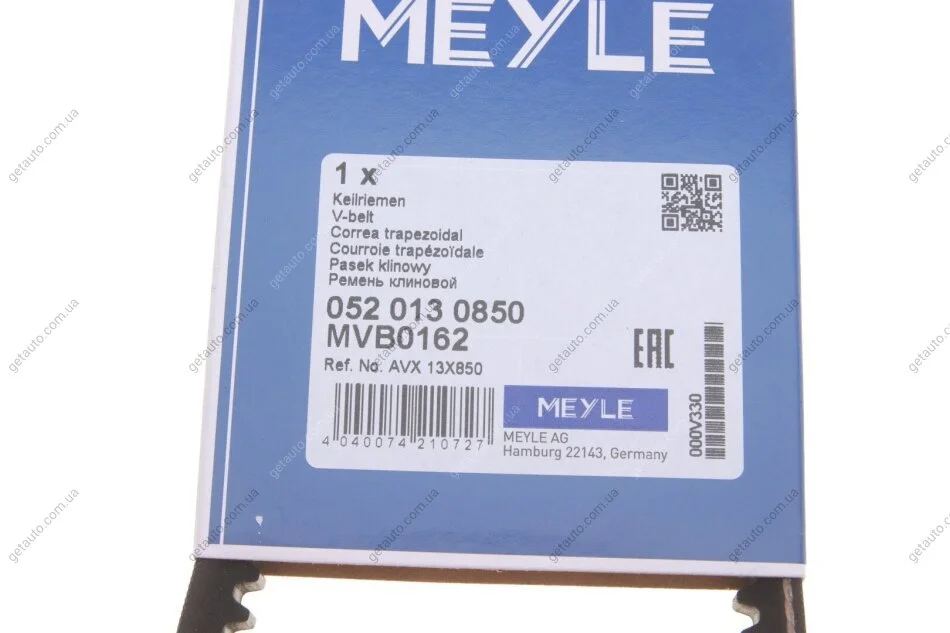 MEYLE
1 x
Keilriemen
V-belt
Correa trapezoidal
Courroie trapézoïdale
Pasek klinowy
Ремень клиновой
052 013 0850
MVB0162
Ref. No. AVX 13X850
EAC
4 040074 210727
MEYLE
MEYLE AG
Hamburg 22143, Germany
000V330
getauto.com.ua